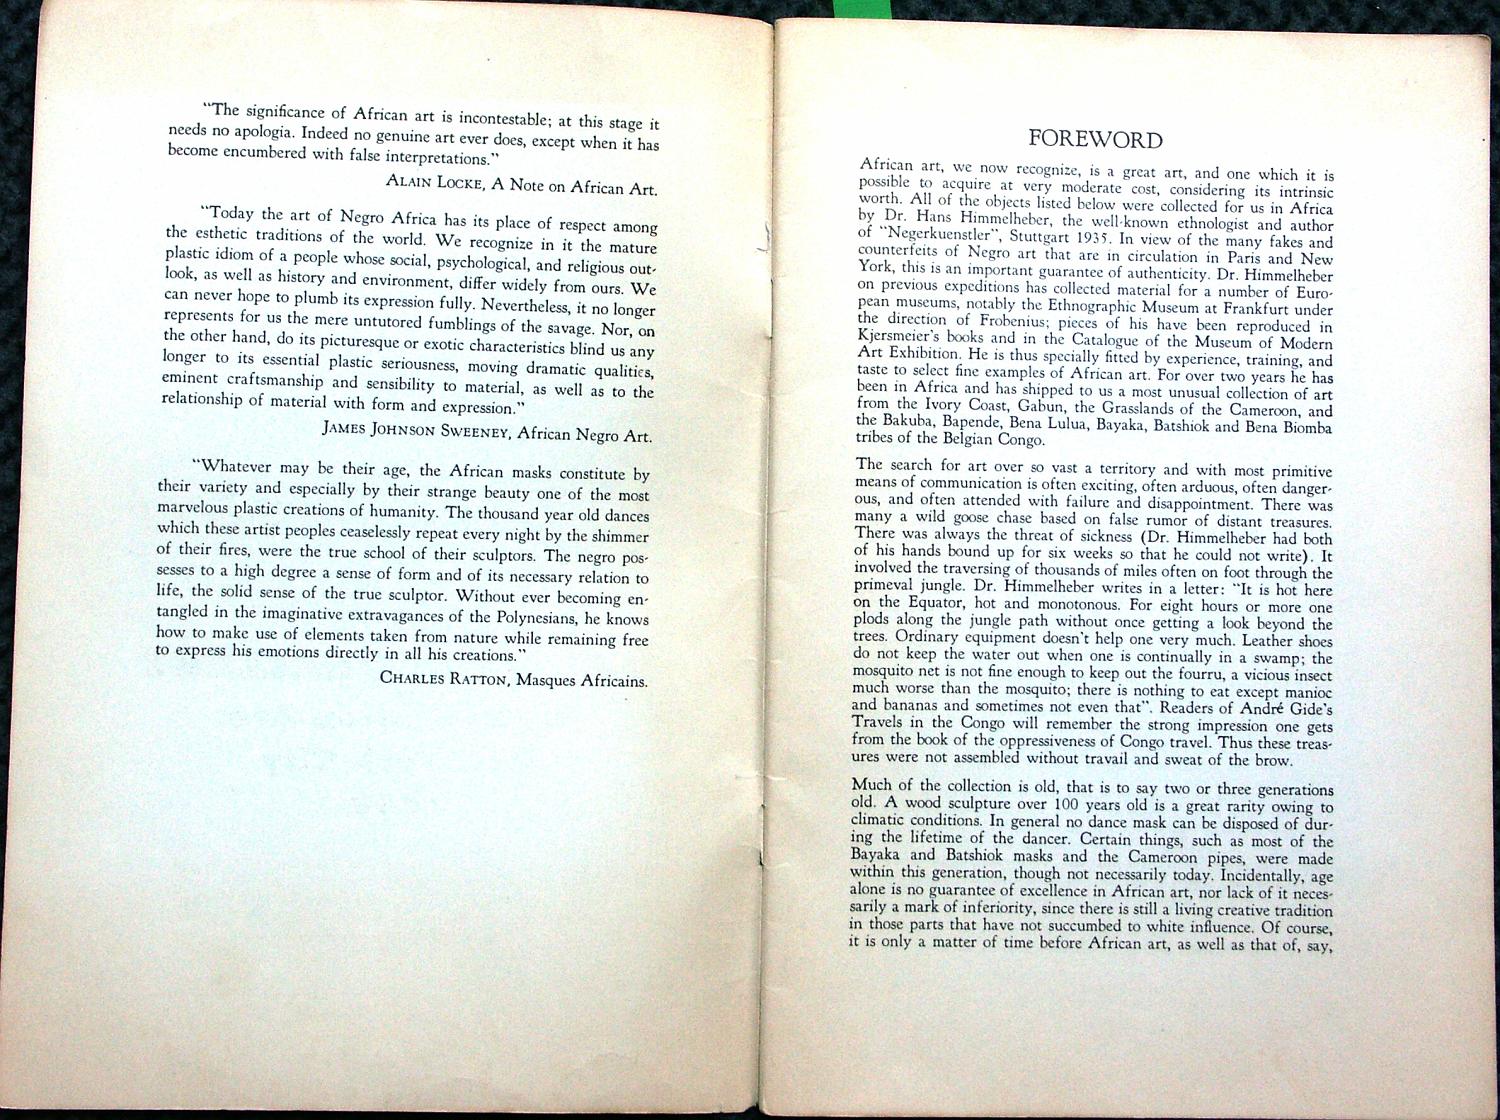 “The significance of African art is incontestable; at this stage it
needs no apologia. Indeed no genuine art ever does, except when it has
become encumbered with false interpretations.”
ALAIN LOCKE, A Note on African Art.
“Today the art of Negro Africa has its place of respect among
the esthetic traditions of the world. We recognize in it the mature
plastic idiom of a people whose social, psychological, and religious out-
look, as well as history and environment, differ widely from ours. We
can never hope to plumb its expression fully. Nevertheless, it no longer
represents for us the mere untutored fumblings of the savage. Nor, on
the other hand, do its picturesque or exotic characteristics blind us any
longer to its essential plastic seriousness, moving dramatic qualities,
eminent craftsmanship and sensibility to material, as well as to the
relationship of material with form and expression.”
JAMES JOHNSON SWEENEY, African Negro Art.
“Whatever may be their age, the African masks constitute by
their variety and especially by their strange beauty one of the most
marvelous plastic creations of humanity. The thousand year old dances
which these artist peoples ceaselessly repeat every night by the shimmer
of their fires, were the true school of their sculptors. The negro pos-
sesses to a high degree a sense of form and of its necessary relation to
life, the solid sense of the true sculptor. Without ever becoming en-
tangled in the imaginative extravagances of the Polynesians, he knows
how to make use of elements taken from nature while remaining free
to express his emotions directly in all his creations.”
CHARLES RATTON, Masques Africains.
FOREWORD
African art, we now recognize, is a great art, and one which it is
possible to acquire at very moderate cost, considering its intrinsic
worth. All of the objects listed below were collected for us in Africa
by Dr. Hans Himmelheber, the well-known ethnologist and author
of “Negerkuenstler”, Stuttgart 1935. In view of the many fakes and
counterfeits of Negro art that are in circulation in Paris and New
York, this is an important guarantee of authenticity. Dr. Himmelheber
on previous expeditions has collected material for a number of Euro-
pean museums, notably the Ethnographic Museum at Frankfurt under
the direction of Frobenius; pieces of his have been reproduced in
Kjersmeier's books and in the Catalogue of the Museum of Modern
Art Exhibition. He is thus specially fitted by experience, training, and
taste to select fine examples of African art. For over two years he has
been in Africa and has shipped to us a most unusual collection of art
from the Ivory Coast, Gabun, the Grasslands of the Cameroon, and
the Bakuba, Bapende, Bena Lulua, Bayaka, Batshiok and Bena Biomba
tribes of the Belgian Congo.
The search for art over so vast a territory and with most primitive
means of communication is often exciting, often arduous, often danger-
ous, and often attended with failure and disappointment. There was
many a wild goose chase based on false rumor of distant treasures.
There was always the threat of sickness (Dr. Himmelheber had both
of his hands bound up for six weeks so that he could not write). It
involved the traversing of thousands of miles often on foot through the
primeval jungle. Dr. Himmelheber writes in a letter: “It is hot here
on the Equator, hot and monotonous. For eight hours or more one
plods along the jungle path without once getting a look beyond the
trees. Ordinary equipment doesn't help one very much. Leather shoes
do not keep the water out when one is continually in a swamp; the
mosquito net is not fine enough to keep out the fourru, a vicious insect
much worse than the mosquito; there is nothing to eat except manioc
and bananas and sometimes not even that”. Readers of André Gide's
Travels in the Congo will remember the strong impression one gets
from the book of the oppressiveness of Congo travel. Thus these treas-
ures were not assembled without travail and sweat of the brow.
Much of the collection is old, that is to say two or three generations
old. A wood sculpture over 100 years old is a great rarity owing to
climatic conditions. In general no dance mask can be disposed of dur-
ing the lifetime of the dancer. Certain things, such as most of the
Bayaka and Batshiok masks and the Cameroon pipes, were made
within this generation, though not necessarily today. Incidentally, age
alone is no guarantee of excellence in African art, nor lack of it neces-
sarily a mark of inferiority, since there is still a living creative tradition
in those parts that have not succumbed to white influence. Of course,
it is only a matter of time before African art, as well as that of, say,